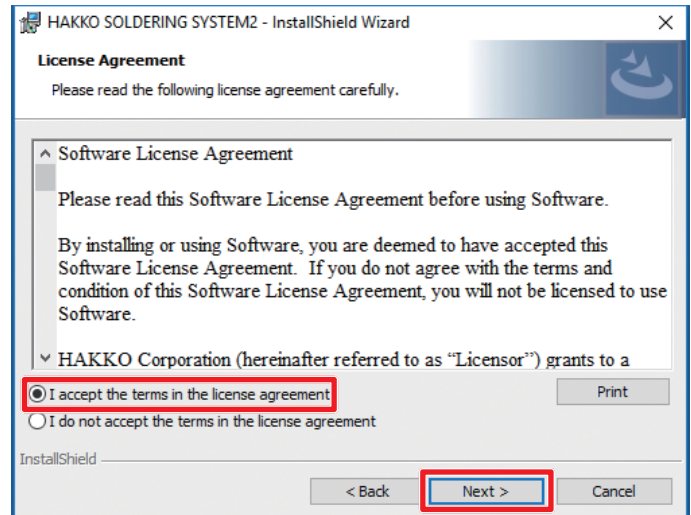 HAKKO SOLDERING SYSTEM2 - InstallShield Wizard
License Agreement
Please read the following license agreement carefully.
Software License Agreement
Please read this Software License Agreement before using Software.
By installing or using Software, you are deemed to have accepted this
Software License Agreement.  If you do not agree with the terms and
condition of this Software License Agreement, you will not be licensed to use
Software.
HAKKO Corporation (hereinafter referred to as “Licensor”) grants to a
I accept the terms in the license agreement
Print
I do not accept the terms in the license agreement
InstallShield
< Back
Next >
Cancel